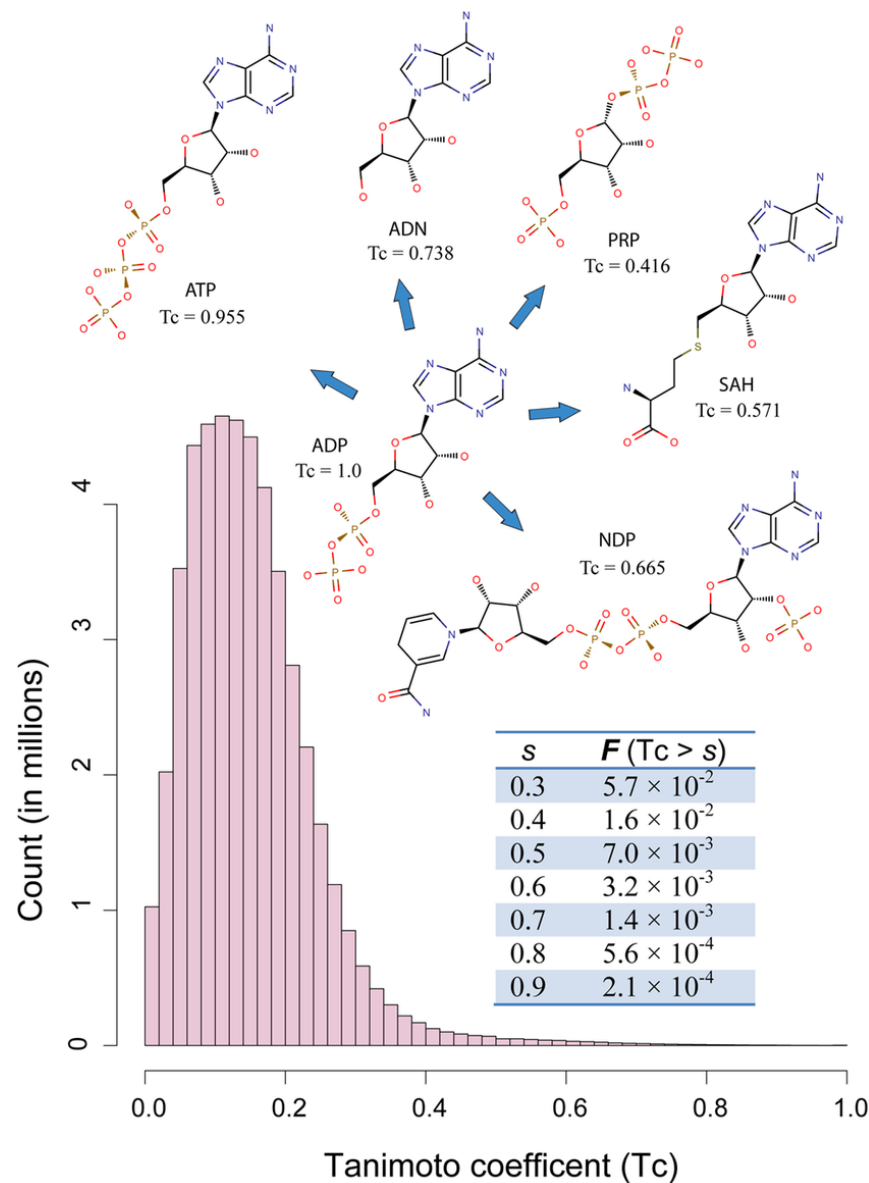 ATP
Tc = 0.955
ADN
Tc = 0.738
PRP
Tc = 0.416
SAH
Tc = 0.571
ADP
Tc = 1.0
NDP
Tc = 0.665
s F (Tc > s)
0.3 5.7 × 10⁻²
0.4 1.6 × 10⁻²
0.5 7.0 × 10⁻³
0.6 3.2 × 10⁻³
0.7 1.4 × 10⁻³
0.8 5.6 × 10⁻⁴
0.9 2.1 × 10⁻⁴
Count (in millions)
4
3
2
1
0
0.0 0.2 0.4 0.6 0.8 1.0
Tanimoto coefficent (Tc)